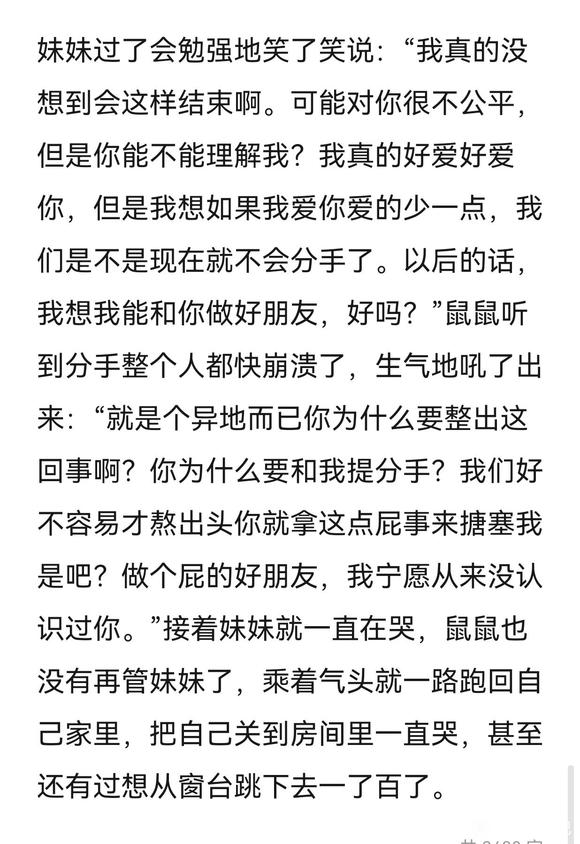 妹妹过了会勉强地笑了笑说：“我真的没
想到会这样结束啊。可能对你很不公平，
但是你能不能理解我？我真的好爱好爱
你，但是我想如果我爱你爱的少一点，我
们是不是现在就不会分手了。以后的话，
我想我能和你做好朋友，好吗？”鼠鼠听
到分手整个人都快崩溃了，生气地吼了出
来：“就是个异地而已你为什么要整出这
回事啊？你为什么要和我提分手？我们好
不容易才熬出头你就拿这点屁事来搪塞我
是吧？做个屁的好朋友，我宁愿从来没认
识过你。”接着妹妹就一直在哭，鼠鼠也
没有再管妹妹了，乘着气头就一路跑回自
己家里，把自己关到房间里一直哭，甚至
还有过想从窗台跳下去一了百了。